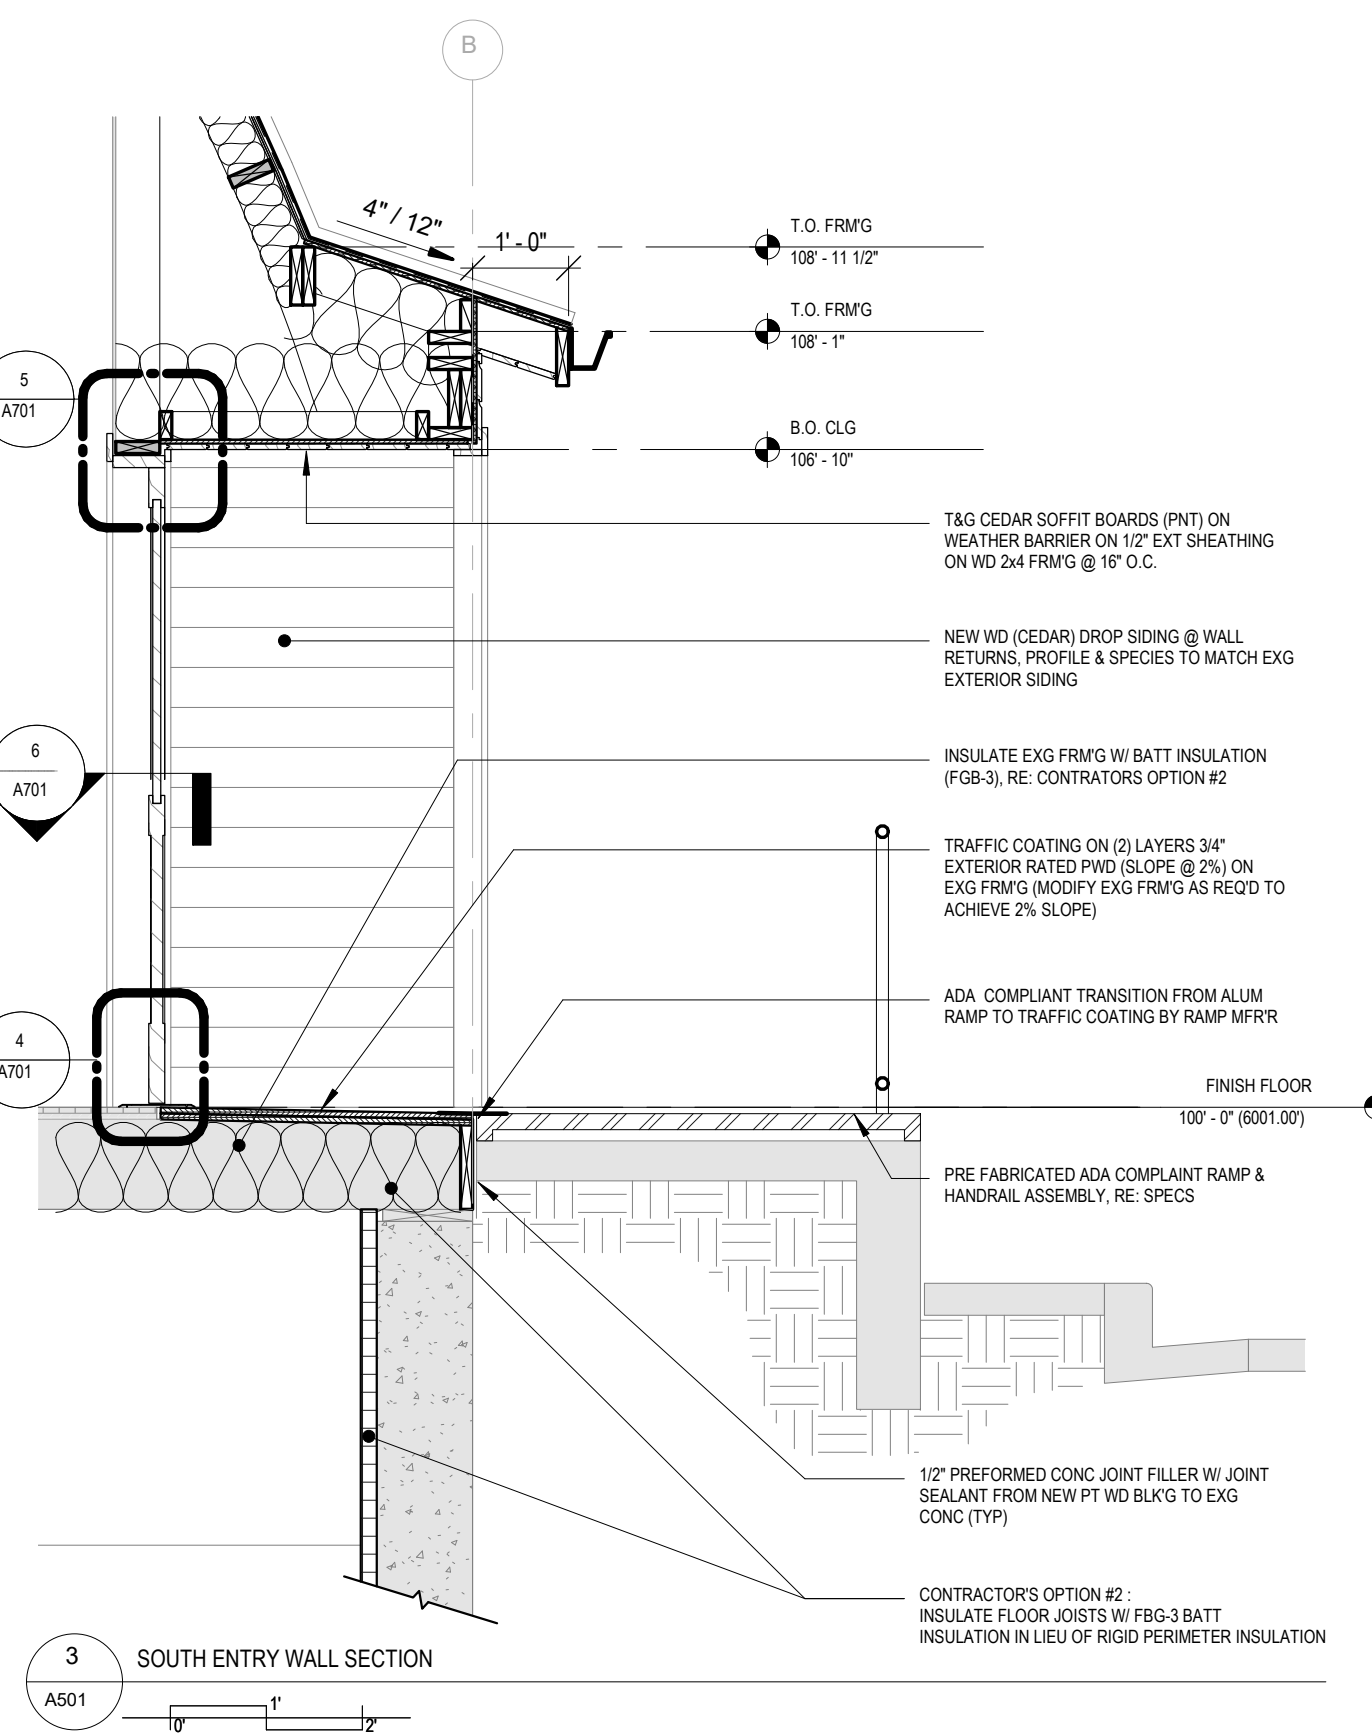 B
4" / 12"
1' - 0"
T.O. FRM'G
108' - 11 1/2"
T.O. FRM'G
108' - 1"
5
A701
B.O. CLG
106' - 10"
T&G CEDAR SOFFIT BOARDS (PNT) ON
WEATHER BARRIER ON 1/2" EXT SHEATHING
ON WD 2x4 FRM'G @ 16" O.C.
NEW WD (CEDAR) DROP SIDING @ WALL
RETURNS, PROFILE & SPECIES TO MATCH EXG
EXTERIOR SIDING
6
A701
INSULATE EXG FRM'G W/ BATT INSULATION
(FGB-3), RE: CONTRATORS OPTION #2
TRAFFIC COATING ON (2) LAYERS 3/4"
EXTERIOR RATED PWD (SLOPE @ 2%) ON
EXG FRM'G (MODIFY EXG FRM'G AS REQ'D TO
ACHIEVE 2% SLOPE)
ADA COMPLIANT TRANSITION FROM ALUM
RAMP TO TRAFFIC COATING BY RAMP MFR'R
4
A701
FINISH FLOOR
100' - 0" (6001.00')
PRE FABRICATED ADA COMPLAINT RAMP &
HANDRAIL ASSEMBLY, RE: SPECS
1/2" PREFORMED CONC JOINT FILLER W/ JOINT
SEALANT FROM NEW PT WD BLK'G TO EXG
CONC (TYP)
CONTRACTOR'S OPTION #2 :
INSULATE FLOOR JOISTS W/ FBG-3 BATT
INSULATION IN LIEU OF RIGID PERIMETER INSULATION
3
A501
SOUTH ENTRY WALL SECTION
0'
1'
2'